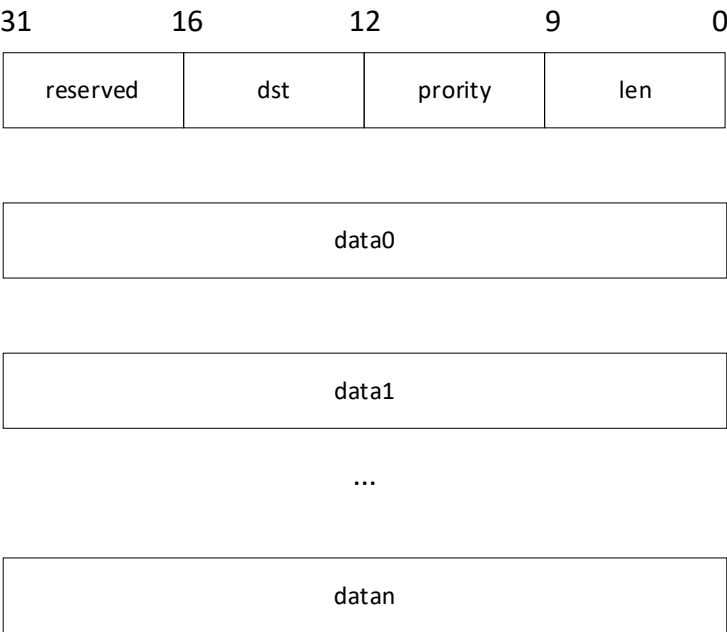 31 16 12 9 0
reserved dst prority len
data0
data1
...
datan